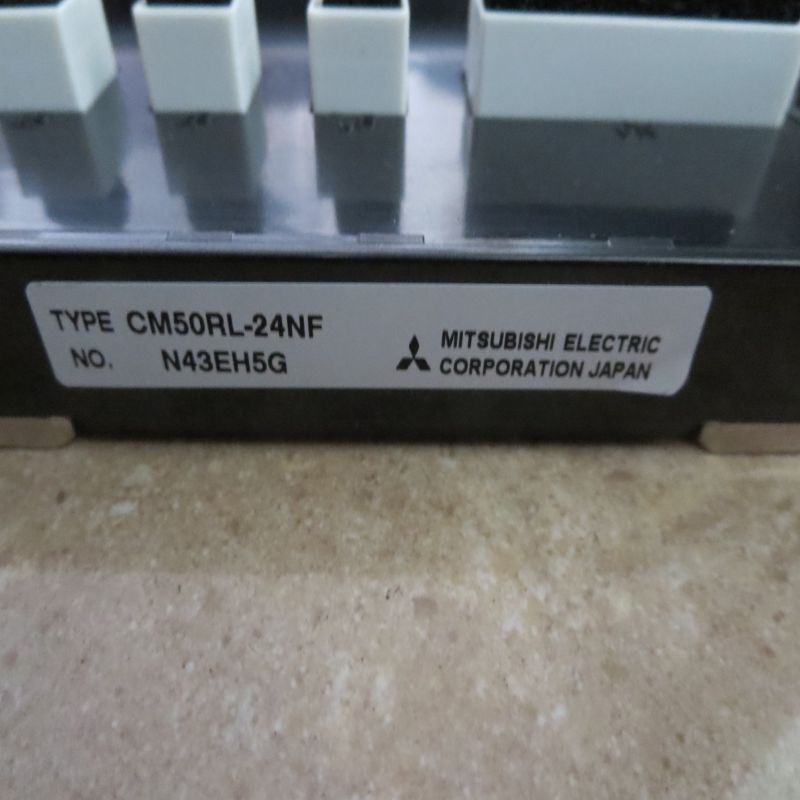 TYPE CM50RL-24NF
NO. N43EH5G
MITSUBISHI ELECTRIC
CORPORATION JAPAN